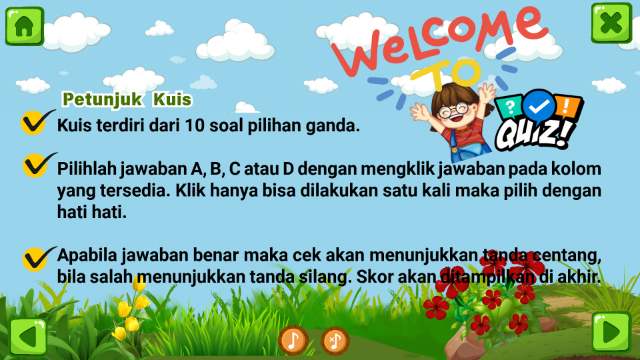 WELCOME
TO
QUIZ!
Petunjuk Kuis
Kuis terdiri dari 10 soal pilihan ganda.
Pilihlah jawaban A, B, C atau D dengan mengklik jawaban pada kolom
yang tersedia. Klik hanya bisa dilakukan satu kali maka pilih dengan
hati hati.
Apabila jawaban benar maka cek akan menunjukkan tanda centang,
bila salah menunjukkan tanda silang. Skor akan ditampilkan di akhir.